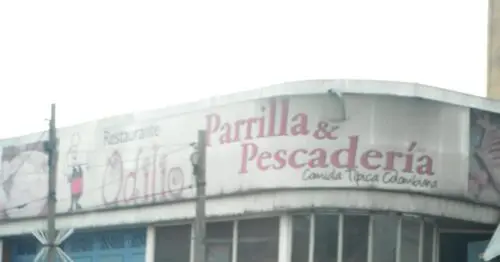 Restaurante
Odilio
Parrilla &
Pescadería
Comida Típica Colombiana